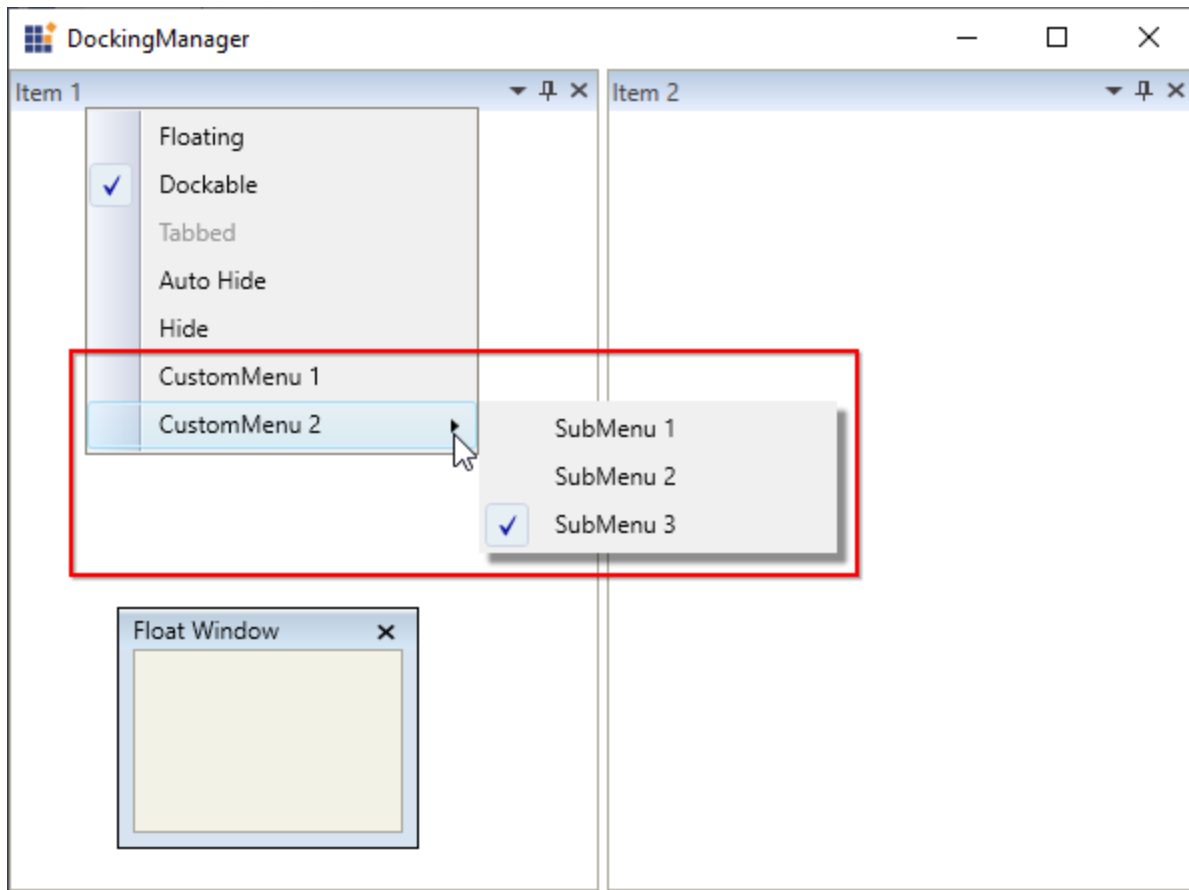 DockingManager
Item 1
Item 2
Floating
Dockable
Tabbed
Auto Hide
Hide
CustomMenu 1
CustomMenu 2
SubMenu 1
SubMenu 2
SubMenu 3
Float Window